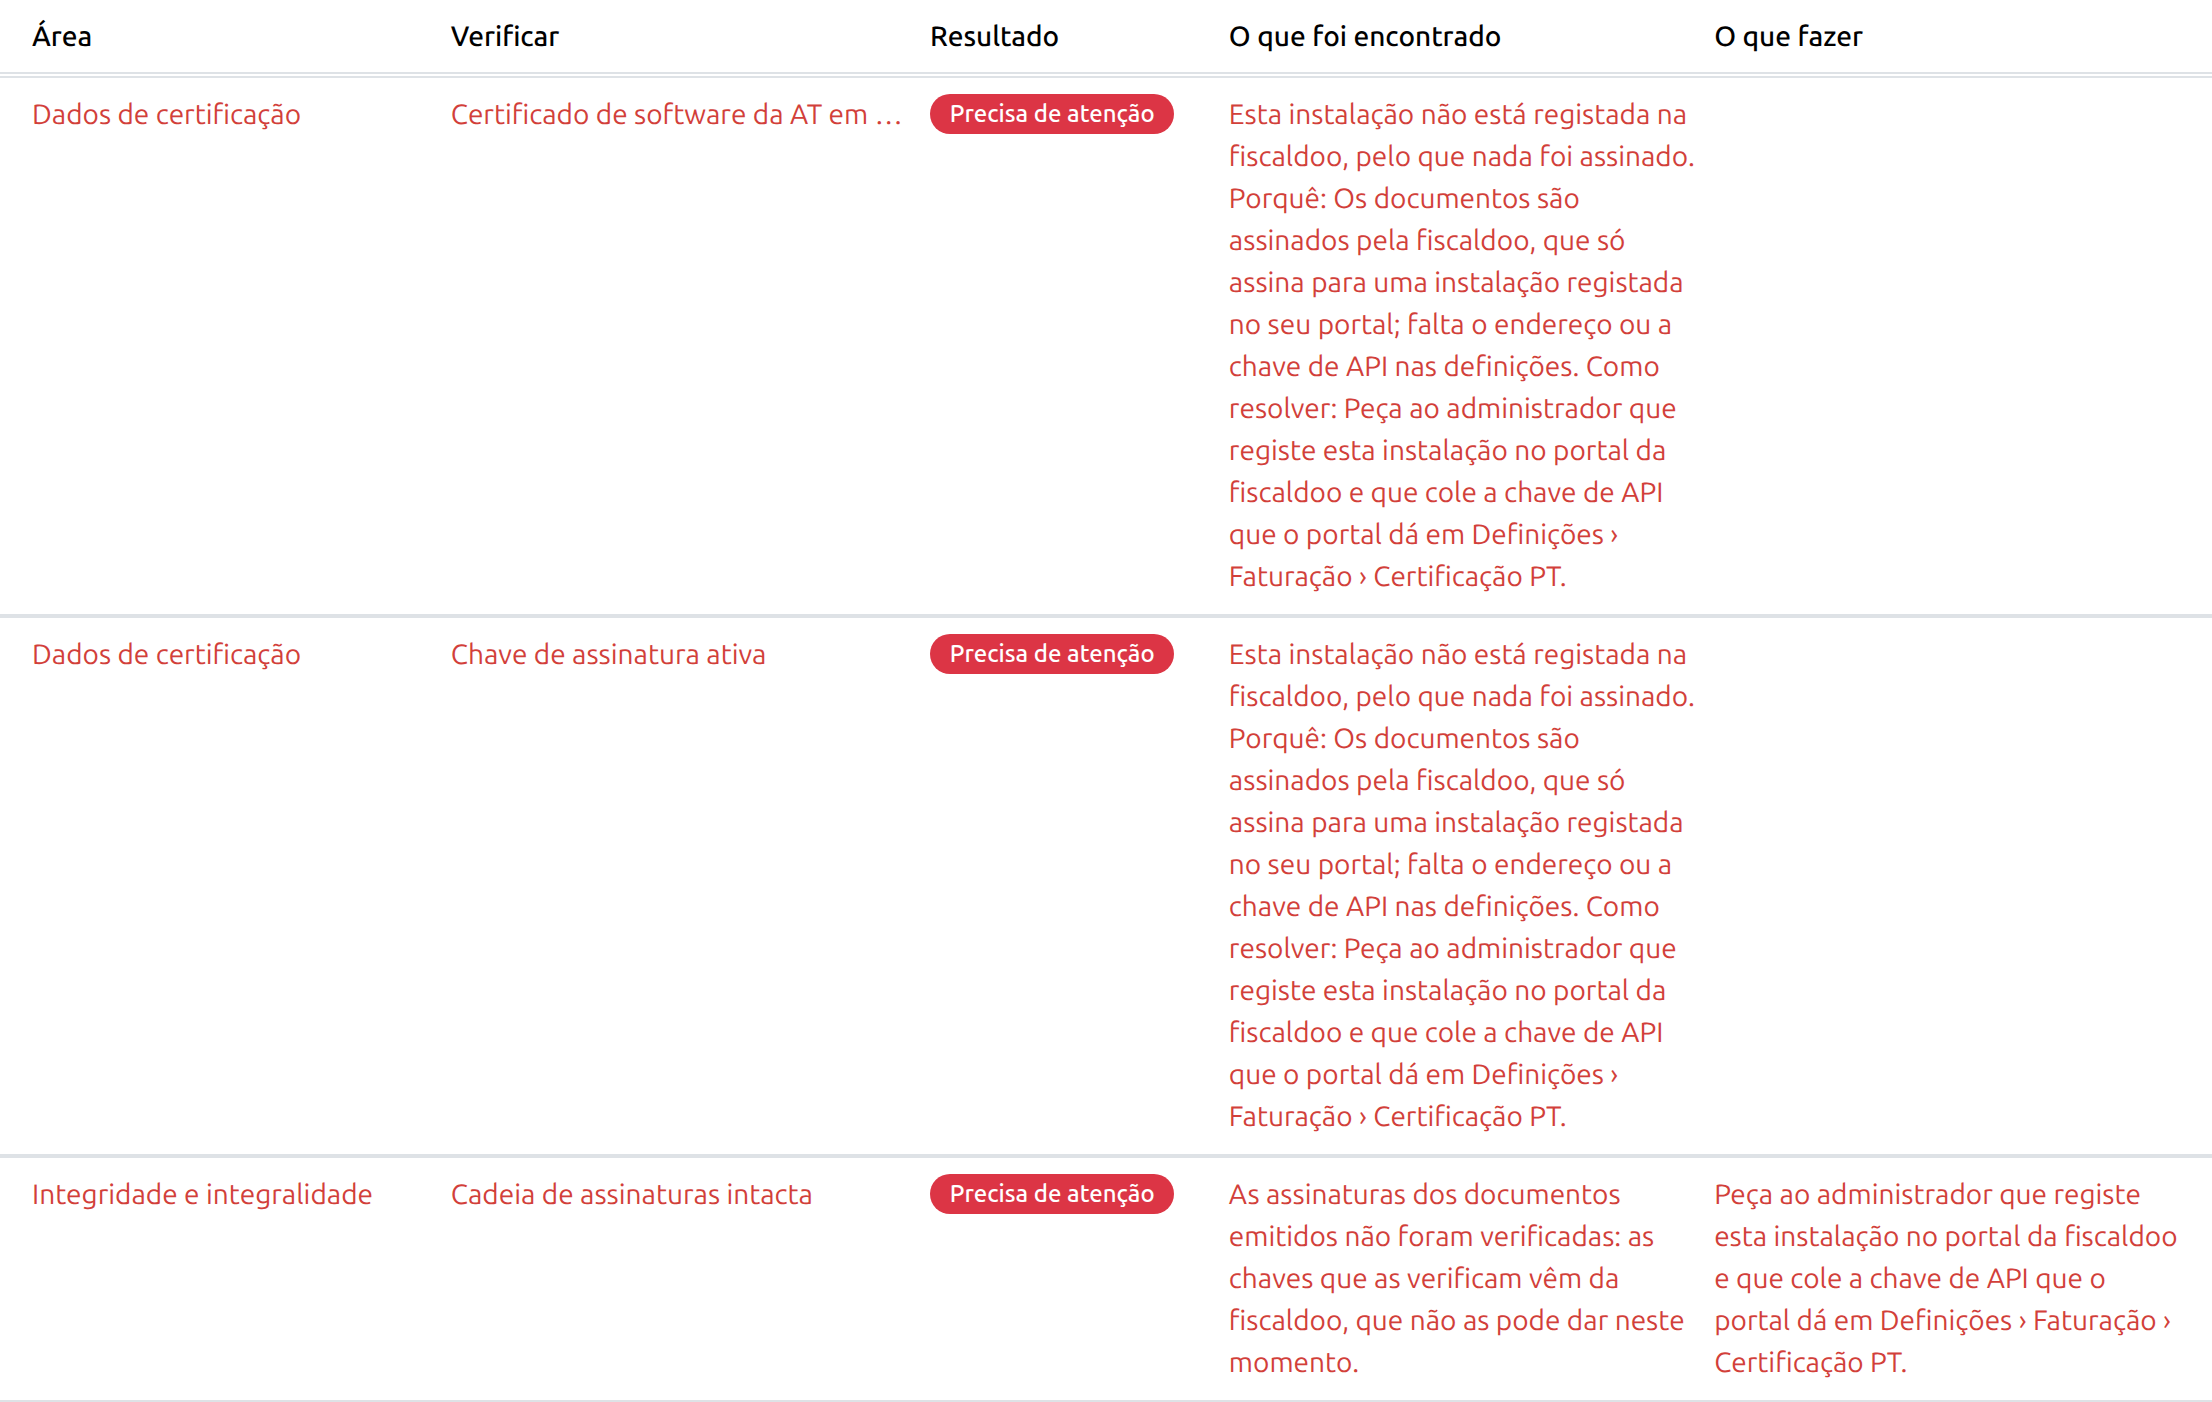 Área Verificar Resultado O que foi encontrado O que fazer
Dados de certificação Certificado de software da AT em … Precisa de atenção Esta instalação não está registada na
fiscaldoo, pelo que nada foi assinado.
Porquê: Os documentos são
assinados pela fiscaldoo, que só
assina para uma instalação registada
no seu portal; falta o endereço ou a
chave de API nas definições. Como
resolver: Peça ao administrador que
registe esta instalação no portal da
fiscaldoo e que cole a chave de API
que o portal dá em Definições ›
Faturação › Certificação PT.
Dados de certificação Chave de assinatura ativa Precisa de atenção Esta instalação não está registada na
fiscaldoo, pelo que nada foi assinado.
Porquê: Os documentos são
assinados pela fiscaldoo, que só
assina para uma instalação registada
no seu portal; falta o endereço ou a
chave de API nas definições. Como
resolver: Peça ao administrador que
registe esta instalação no portal da
fiscaldoo e que cole a chave de API
que o portal dá em Definições ›
Faturação › Certificação PT.
Integridade e integralidade Cadeia de assinaturas intacta Precisa de atenção As assinaturas dos documentos
emitidos não foram verificadas: as
chaves que as verificam vêm da
fiscaldoo, que não as pode dar neste
momento.
Peça ao administrador que registe
esta instalação no portal da fiscaldoo
e que cole a chave de API que o
portal dá em Definições › Faturação ›
Certificação PT.